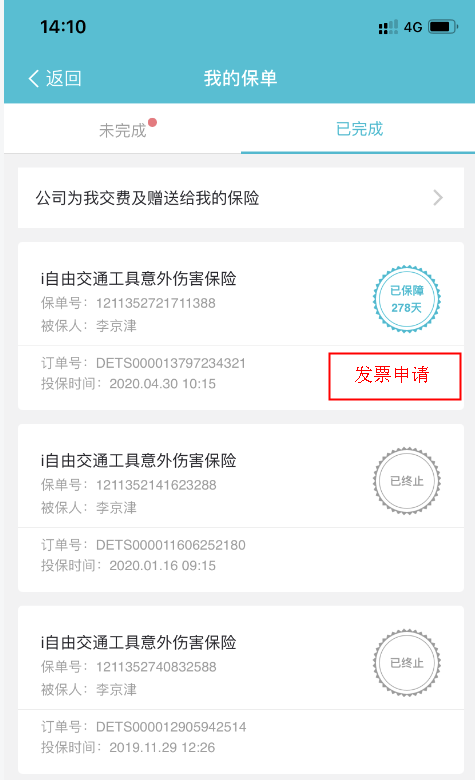 14:10
4G
返回
我的保单
未完成
已完成
公司为我交费及赠送给我的保险
i自由交通工具意外伤害保险
保单号：1211352721711388
被保人：李京津
已保障
278天
订单号：DETS000013797234321
投保时间：2020.04.30 10:15
发票申请
i自由交通工具意外伤害保险
保单号：1211352141623288
被保人：李京津
已终止
订单号：DETS000011606252180
投保时间：2020.01.16 09:15
i自由交通工具意外伤害保险
保单号：1211352740832588
被保人：李京津
已终止
订单号：DETS000012905942514
投保时间：2019.11.29 12:26